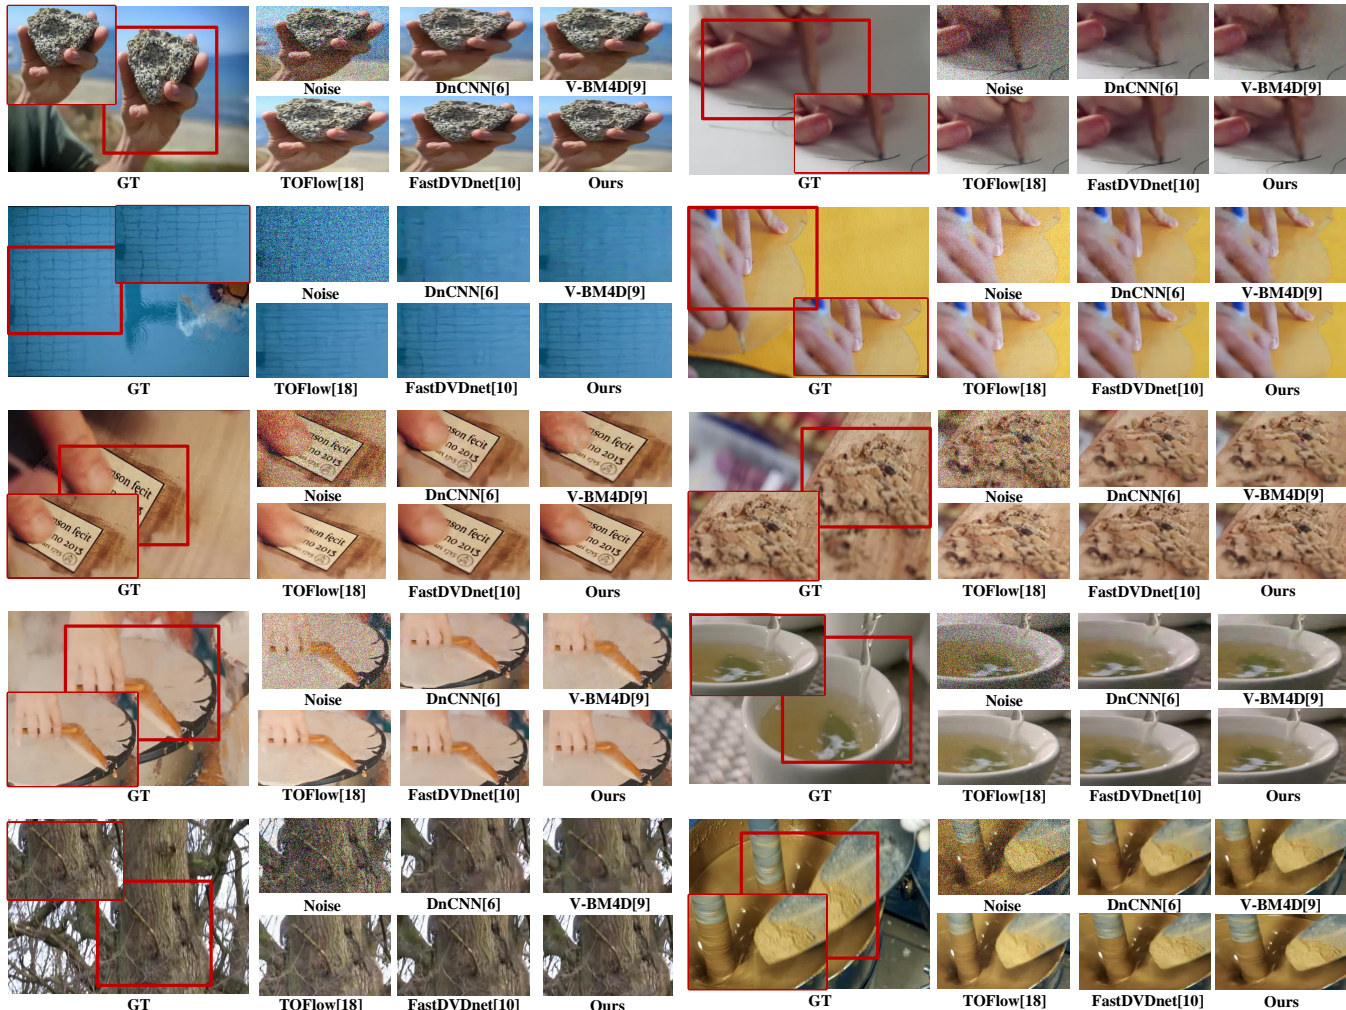 Noise DnCNN[6] V-BM4D[9]
GT TOFlow[18] FastDVDnet[10] Ours
Noise DnCNN[6] V-BM4D[9]
GT TOFlow[18] FastDVDnet[10] Ours
Noise DnCNN[6] V-BM4D[9]
GT TOFlow[18] FastDVDnet[10] Ours
Noise DnCNN[6] V-BM4D[9]
GT TOFlow[18] FastDVDnet[10] Ours
nson fecit
no 2013
Noise DnCNN[6] V-BM4D[9]
GT TOFlow[18] FastDVDnet[10] Ours
Noise DnCNN[6] V-BM4D[9]
GT TOFlow[18] FastDVDnet[10] Ours
Noise DnCNN[6] V-BM4D[9]
GT TOFlow[18] FastDVDnet[10] Ours
Noise DnCNN[6] V-BM4D[9]
GT TOFlow[18] FastDVDnet[10] Ours
Noise DnCNN[6] V-BM4D[9]
GT TOFlow[18] FastDVDnet[10] Ours
Noise DnCNN[6] V-BM4D[9]
GT TOFlow[18] FastDVDnet[10] Ours